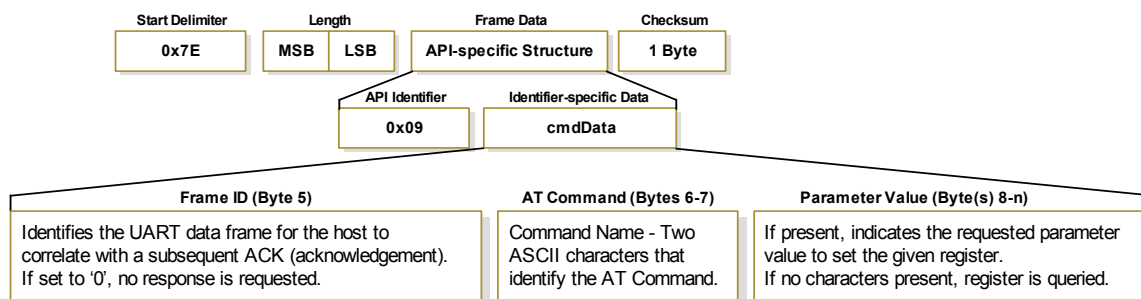 Start Delimiter
Length
Frame Data
Checksum
0x7E
MSB
LSB
API-specific Structure
1 Byte
API Identifier
Identifier-specific Data
0x09
cmdData
Frame ID (Byte 5)
AT Command (Bytes 6-7)
Parameter Value (Byte(s) 8-n)
Identifies the UART data frame for the host to
correlate with a subsequent ACK (acknowledgement).
If set to ‘0’, no response is requested.
Command Name - Two
ASCII characters that
identify the AT Command.
If present, indicates the requested parameter
value to set the given register.
If no characters present, register is queried.